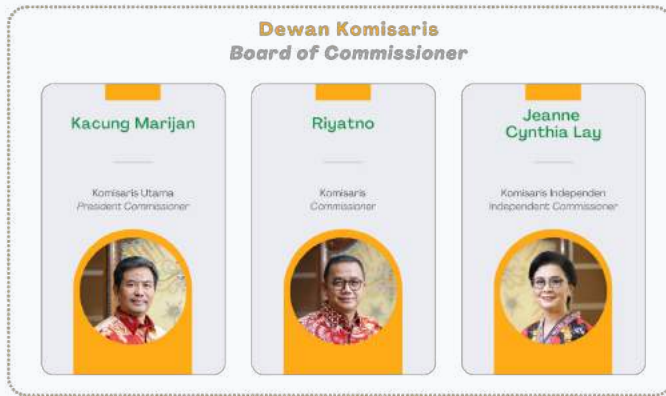 Dewan Komisaris
Board of Commissioner
Kacung Marijan
Komisaris Utama
President Commissioner
Riyatno
Komisaris
Commissioner
Jeanne
Cynthia Lay
Komisaris Independen
Independent Commissioner